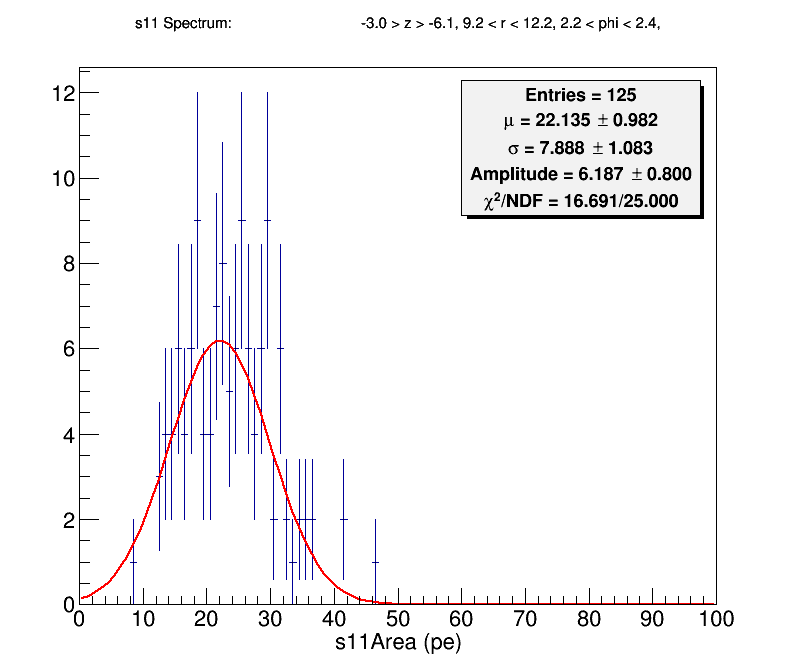 s11 Spectrum: -3.0 > z > -6.1, 9.2 < r < 12.2, 2.2 < phi < 2.4,
Entries = 125
μ = 22.135 ± 0.982
σ = 7.888 ± 1.083
Amplitude = 6.187 ± 0.800
χ²/NDF = 16.691/25.000
12
10
8
6
4
2
0
0 10 20 30 40 50 60 70 80 90 100
s11Area (pe)